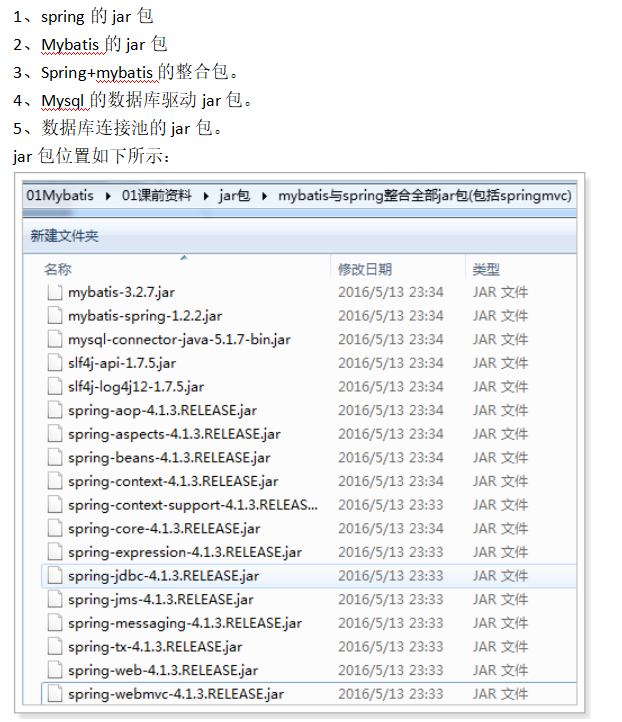 1、spring 的 jar 包
2、Mybatis 的 jar 包
3、Spring+mybatis 的整合包。
4、Mysql 的数据库驱动 jar 包。
5、数据库连接池的 jar 包。
jar 包位置如下所示：
01Mybatis ▸ 01课前资料 ▸ jar包 ▸ mybatis与spring整合全部jar包(包括springmvc)
新建文件夹
名称 修改日期 类型
mybatis-3.2.7.jar 2016/5/13 23:34 JAR 文件
mybatis-spring-1.2.2.jar 2016/5/13 23:34 JAR 文件
mysql-connector-java-5.1.7-bin.jar 2016/5/13 23:34 JAR 文件
slf4j-api-1.7.5.jar 2016/5/13 23:34 JAR 文件
slf4j-log4j12-1.7.5.jar 2016/5/13 23:34 JAR 文件
spring-aop-4.1.3.RELEASE.jar 2016/5/13 23:34 JAR 文件
spring-aspects-4.1.3.RELEASE.jar 2016/5/13 23:34 JAR 文件
spring-beans-4.1.3.RELEASE.jar 2016/5/13 23:34 JAR 文件
spring-context-4.1.3.RELEASE.jar 2016/5/13 23:34 JAR 文件
spring-context-support-4.1.3.RELEAS... 2016/5/13 23:33 JAR 文件
spring-core-4.1.3.RELEASE.jar 2016/5/13 23:34 JAR 文件
spring-expression-4.1.3.RELEASE.jar 2016/5/13 23:33 JAR 文件
spring-jdbc-4.1.3.RELEASE.jar 2016/5/13 23:33 JAR 文件
spring-jms-4.1.3.RELEASE.jar 2016/5/13 23:33 JAR 文件
spring-messaging-4.1.3.RELEASE.jar 2016/5/13 23:33 JAR 文件
spring-tx-4.1.3.RELEASE.jar 2016/5/13 23:33 JAR 文件
spring-web-4.1.3.RELEASE.jar 2016/5/13 23:33 JAR 文件
spring-webmvc-4.1.3.RELEASE.jar 2016/5/13 23:33 JAR 文件